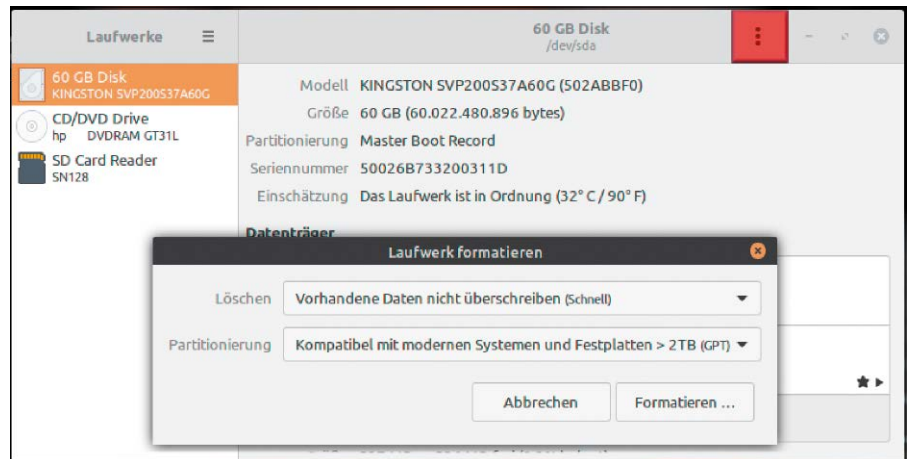 Laufwerke
60 GB Disk
/dev/sda
60 GB Disk
KINGSTON SVP200S37A60G
CD/DVD Drive
hp DVDRAM GT31L
SD Card Reader
SN128
Modell KINGSTON SVP200S37A60G (502ABBF0)
Größe 60 GB (60.022.480.896 bytes)
Partitionierung Master Boot Record
Seriennummer 50026B733200311D
Einschätzung Das Laufwerk ist in Ordnung (32° C / 90° F)
Datenträger
Laufwerk formatieren
Löschen Vorhandene Daten nicht überschreiben (Schnell)
Partitionierung Kompatibel mit modernen Systemen und Festplatten > 2TB (GPT)
Abbrechen Formatieren ...